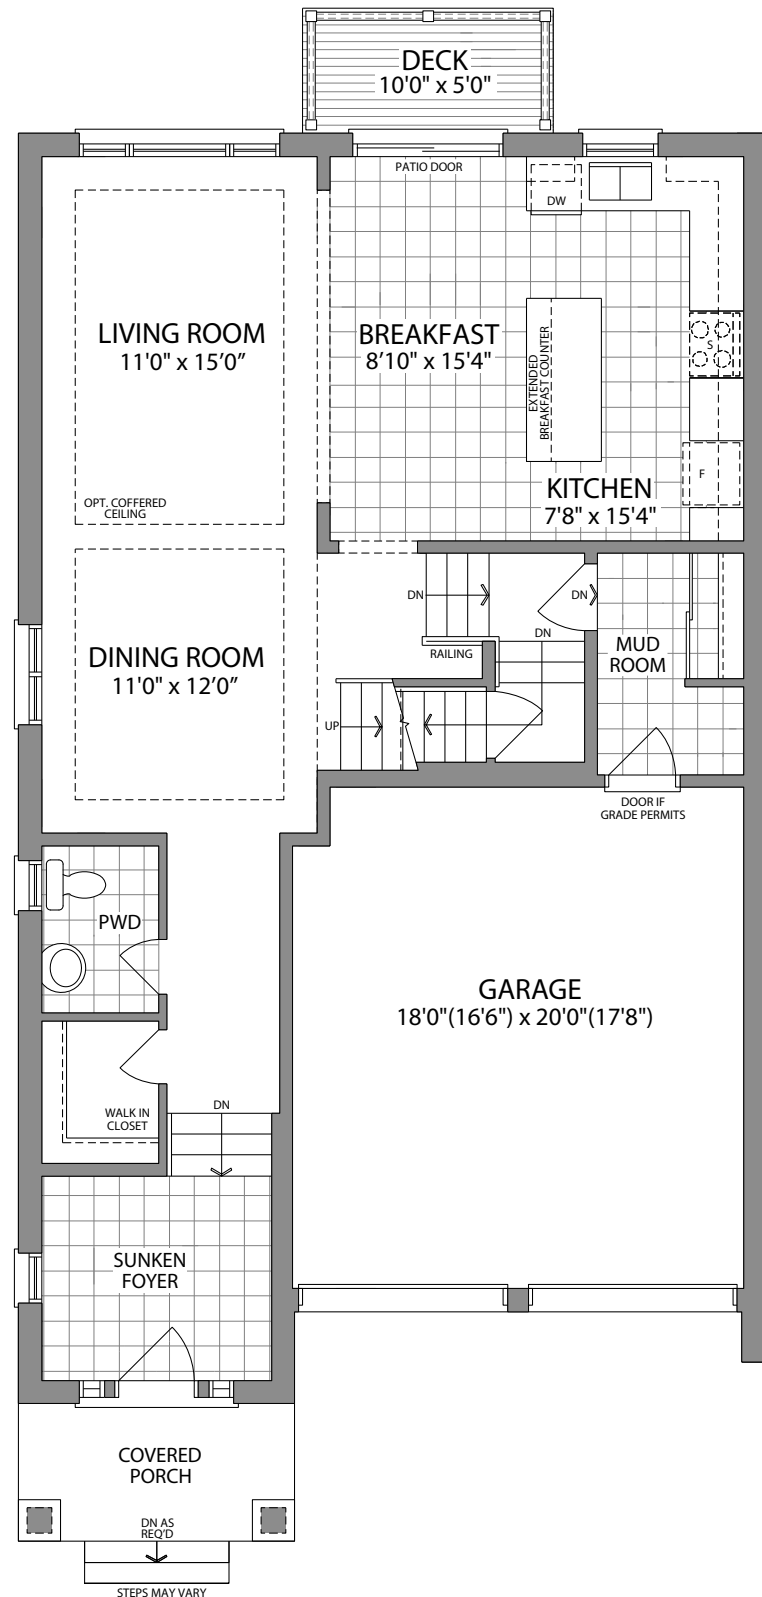 DECK
10'0" x 5'0"
PATIO DOOR
DW
LIVING ROOM
11'0" x 15'0”
BREAKFAST
8’10" x 15'4"
EXTENDED
BREAKFAST COUNTER
S
F
KITCHEN
7'8" x 15'4"
OPT. COFFERED
CEILING
DN
DN
DN
RAILING
MUD
ROOM
DINING ROOM
11'0" x 12'0”
UP
DOOR IF
GRADE PERMITS
PWD
GARAGE
18'0"(16'6") x 20'0"(17'8")
WALK IN
CLOSET
DN
SUNKEN
FOYER
COVERED
PORCH
DN AS
REQ'D
STEPS MAY VARY